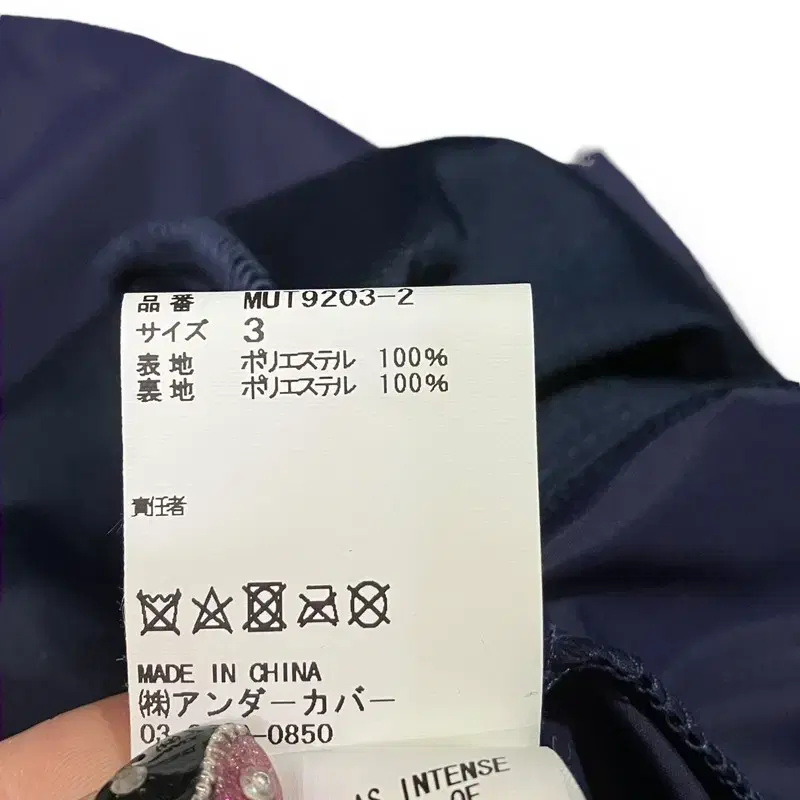 品番 MUT9203-2
サイズ 3
表地 ポリエステル 100%
裏地 ポリエステル 100%
責任者
MADE IN CHINA
㈱アンダーカバー
03 0-0850
AS INTENSE
OF